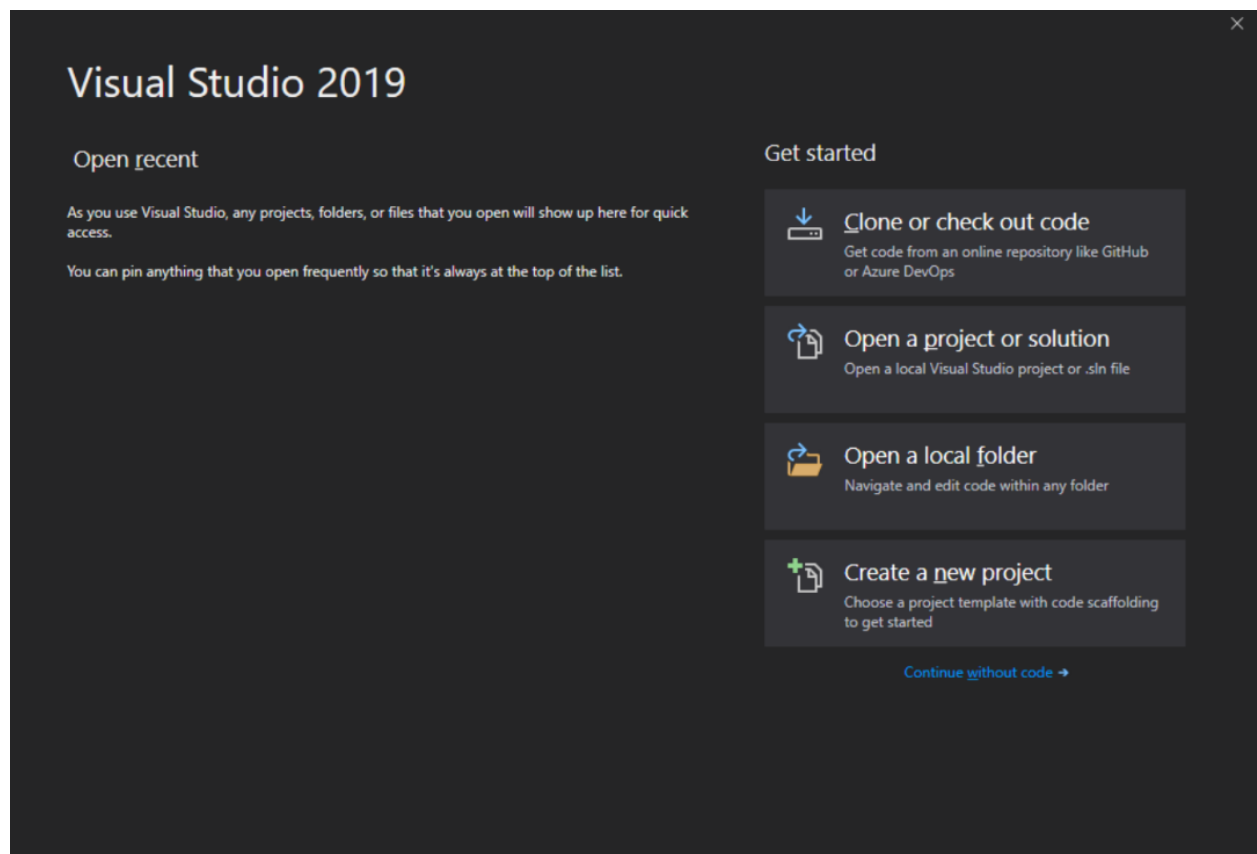 Visual Studio 2019
Open recent
As you use Visual Studio, any projects, folders, or files that you open will show up here for quick
access.
You can pin anything that you open frequently so that it's always at the top of the list.
Get started
Clone or check out code
Get code from an online repository like GitHub
or Azure DevOps
Open a project or solution
Open a local Visual Studio project or .sln file
Open a local folder
Navigate and edit code within any folder
Create a new project
Choose a project template with code scaffolding
to get started
Continue without code →